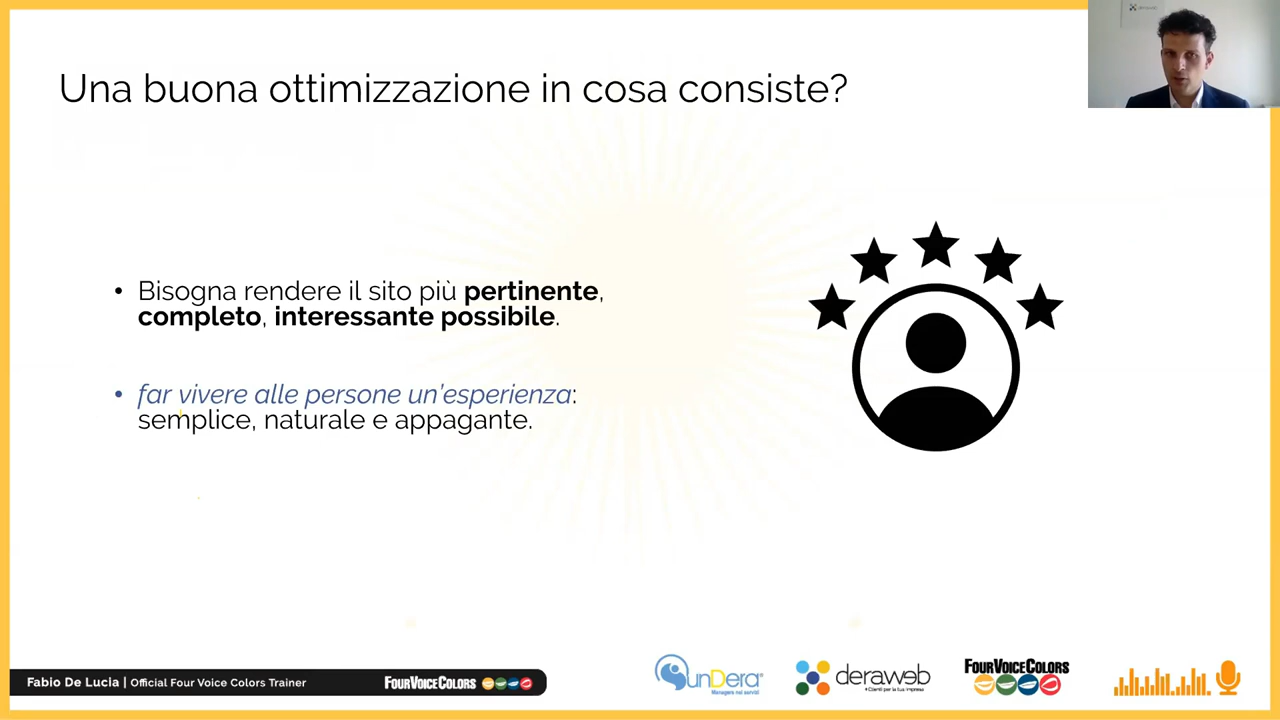 Una buona ottimizzazione in cosa consiste?
• Bisogna rendere il sito più pertinente,
completo, interessante possibile.
• far vivere alle persone un'esperienza:
semplice, naturale e appagante.
Fabio De Lucia | Official Four Voice Colors Trainer
FOURVOICECOLORS
unDera®
Managers nei servizi
deraweb
FOURVOICECOLORS